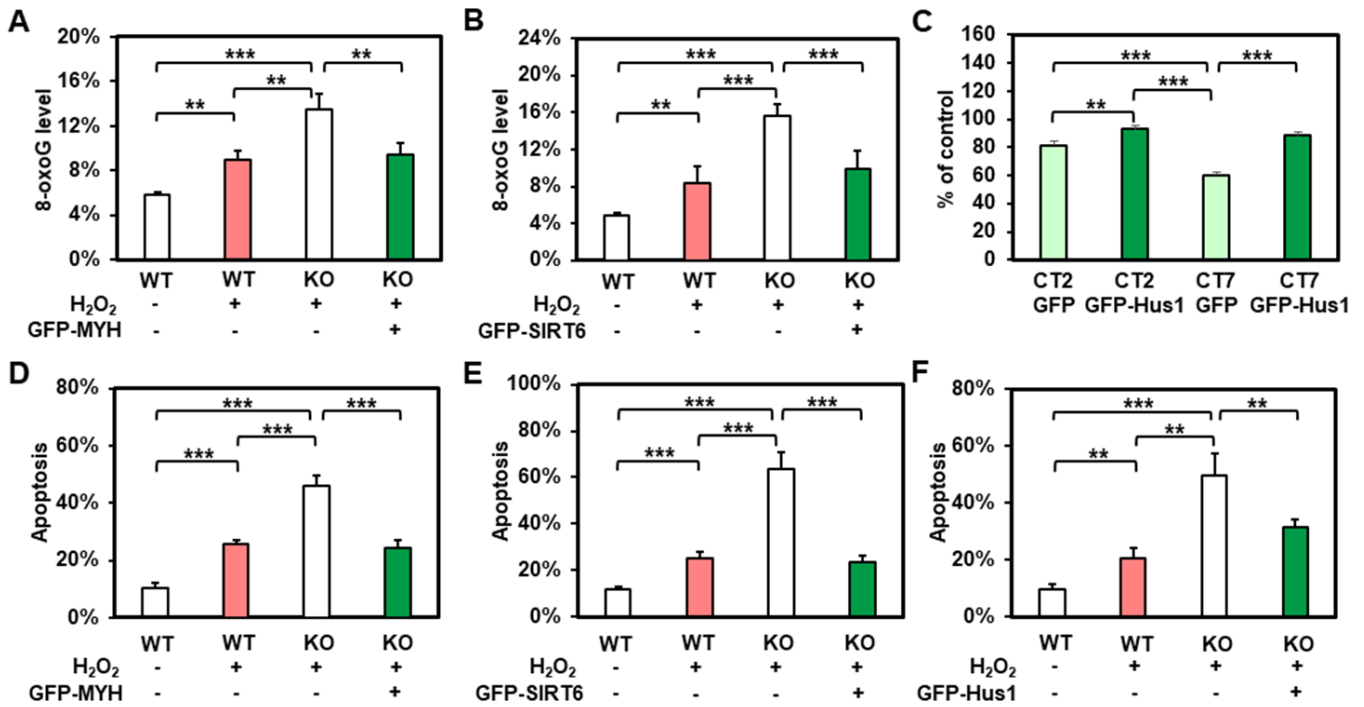 A
20%
16%
12%
8%
4%
0%
8-oxoG level
*** **
**
**
WT WT KO KO
H₂O₂ - + + +
GFP-MYH - - - +
B
24%
20%
16%
12%
8%
4%
0%
8-oxoG level
*** ***
***
**
WT WT KO KO
H₂O₂ - + + +
GFP-SIRT6 - - - +
C
160
140
120
100
80
60
40
20
0
% of control
*** ***
***
**
CT2 CT2 CT7 CT7
GFP GFP-Hus1 GFP GFP-Hus1
D
80%
60%
40%
20%
0%
Apoptosis
*** ***
***
***
WT WT KO KO
H₂O₂ - + + +
GFP-MYH - - - +
E
100%
80%
60%
40%
20%
0%
Apoptosis
*** ***
***
***
WT WT KO KO
H₂O₂ - + + +
GFP-SIRT6 - - - +
F
80%
60%
40%
20%
0%
Apoptosis
*** **
**
**
WT WT KO KO
H₂O₂ - + + +
GFP-Hus1 - - - +